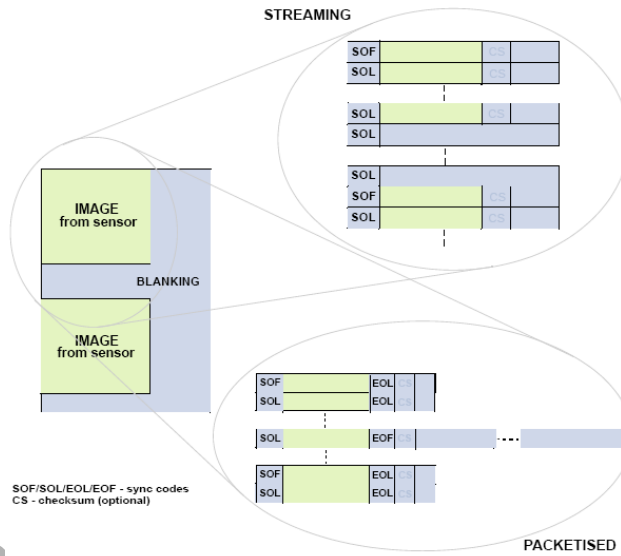 STREAMING
SOF CS
SOL CS
SOL CS
SOL
SOL
SOF CS
SOL CS
IMAGE
from sensor
BLANKING
IMAGE
from sensor
SOF EOL CS
SOL EOL CS
SOL EOF CS
SOF EOL CS
SOL EOL CS
SOF/SOL/EOL/EOF - sync codes
CS - checksum (optional)
PACKETISED